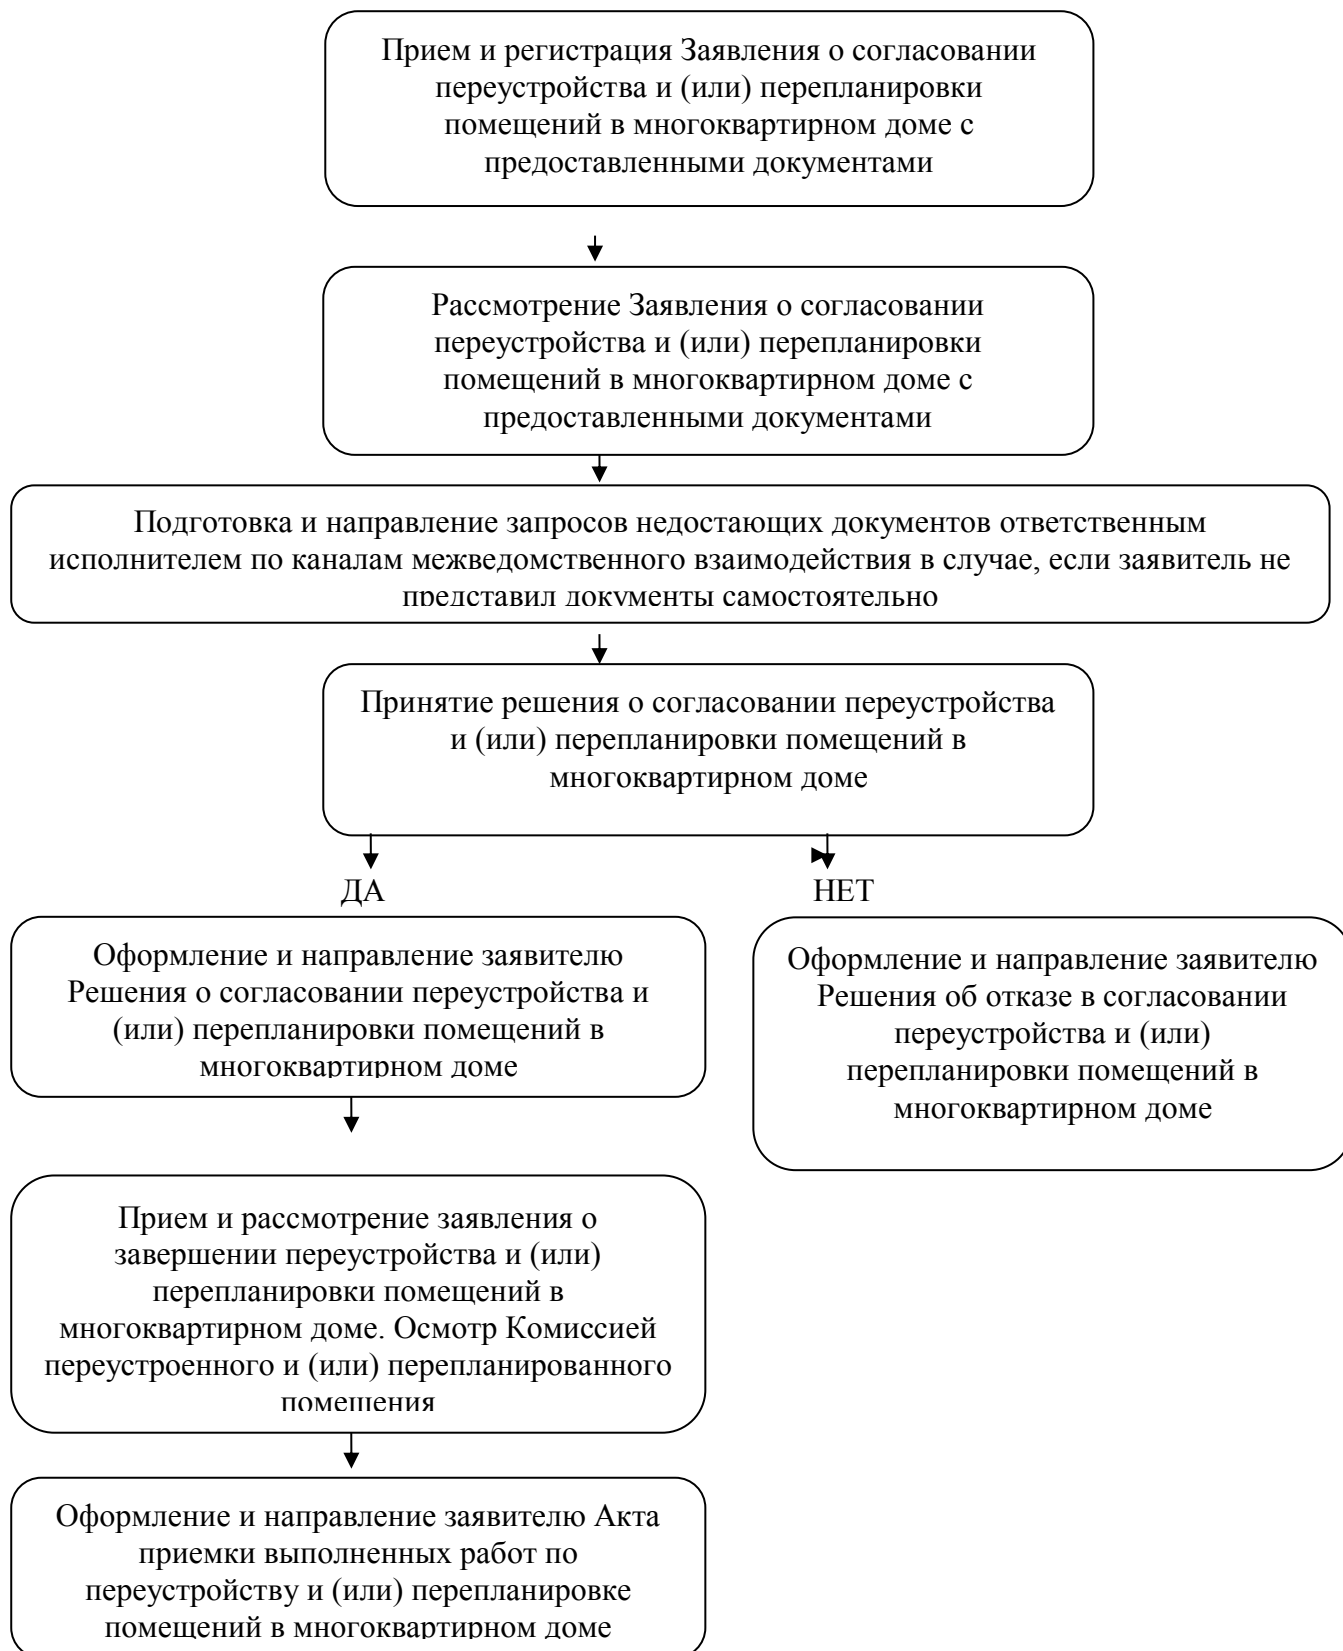 Прием и регистрация Заявления о согласовании
переустройства и (или) перепланировки
помещений в многоквартирном доме с
предоставленными документами
Рассмотрение Заявления о согласовании
переустройства и (или) перепланировки
помещений в многоквартирном доме с
предоставленными документами
Подготовка и направление запросов недостающих документов ответственным
исполнителем по каналам межведомственного взаимодействия в случае, если заявитель не
представил документы самостоятельно
Принятие решения о согласовании переустройства
и (или) перепланировки помещений в
многоквартирном доме
ДА
НЕТ
Оформление и направление заявителю
Решения о согласовании переустройства и
(или) перепланировки помещений в
многоквартирном доме
Оформление и направление заявителю
Решения об отказе в согласовании
переустройства и (или)
перепланировки помещений в
многоквартирном доме
Прием и рассмотрение заявления о
завершении переустройства и (или)
перепланировки помещений в
многоквартирном доме. Осмотр Комиссией
переустроенного и (или) перепланированного
помещения
Оформление и направление заявителю Акта
приемки выполненных работ по
переустройству и (или) перепланировке
помещений в многоквартирном доме